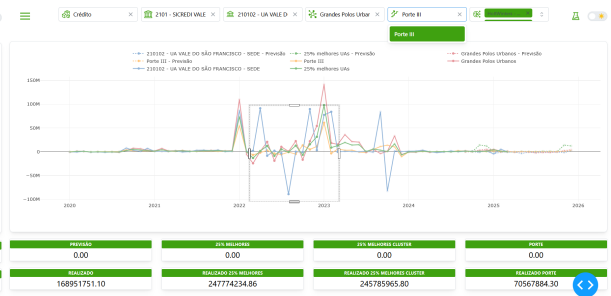 Crédito × 2101 - SICREDI VALE × 210102 - UA VALE D × Grandes Polos Urbar × Porte III ×
Porte III
210102 - UA VALE DO SÃO FRANCISCO - SEDE - Previsão 25% melhores UAs - Previsão Grandes Polos Urbanos - Previsão
Porte III - Previsão Porte III Grandes Polos Urbanos
210102 - UA VALE DO SÃO FRANCISCO - SEDE 25% melhores UAs
150M
100M
50M
0
−50M
−100M
2020 2021 2022 2023 2024 2025 2026
PREVISÃO 25% MELHORES 25% MELHORES CLUSTER PORTE
0.00 0.00 0.00 0.00
REALIZADO REALIZADO 25% MELHORES REALIZADO 25% MELHORES CLUSTER REALIZADO PORTE
168951751.10 247774234.86 245785965.80 70567884.30